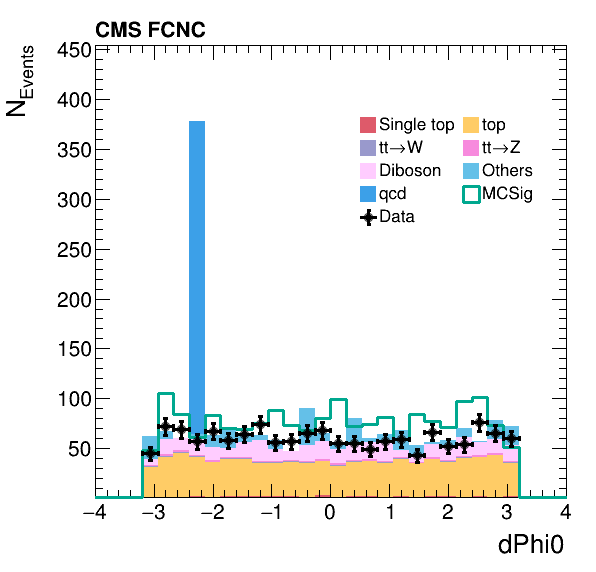 CMS FCNC
N_Events
450
400
350
300
250
200
150
100
50
Single top top
tt→W tt→Z
Diboson Others
qcd MCSig
Data
−4 −3 −2 −1 0 1 2 3 4
dPhi0